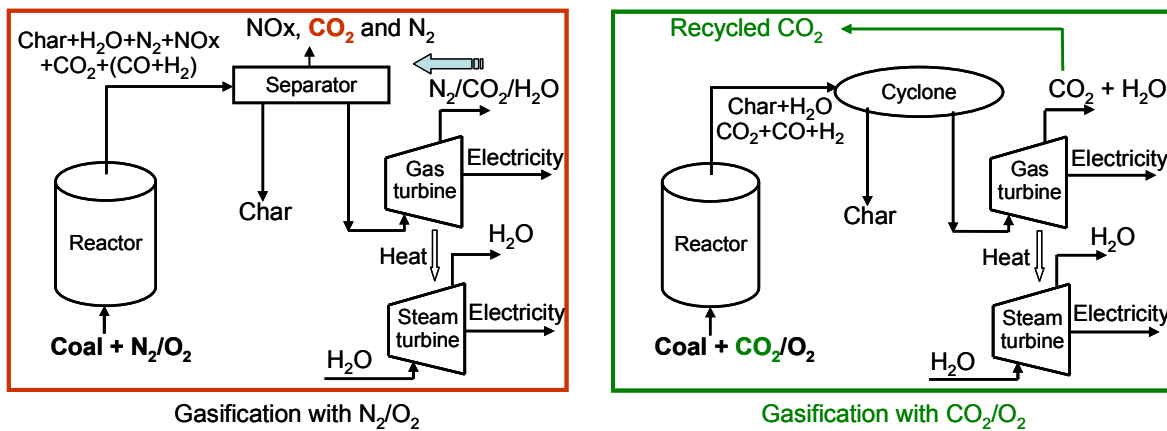 NOx, CO₂ and N₂
Char+H₂O+N₂+NOx
+CO₂+(CO+H₂)
Separator
N₂/CO₂/H₂O
Gas
turbine
Electricity
Char
Reactor
Heat
H₂O
Steam
turbine
Electricity
Coal + N₂/O₂
H₂O
Gasification with N₂/O₂
Recycled CO₂
Char+H₂O
CO₂+CO+H₂
Cyclone
CO₂ + H₂O
Gas
turbine
Electricity
Char
Reactor
Heat
H₂O
Steam
turbine
Electricity
Coal + CO₂/O₂
H₂O
Gasification with CO₂/O₂